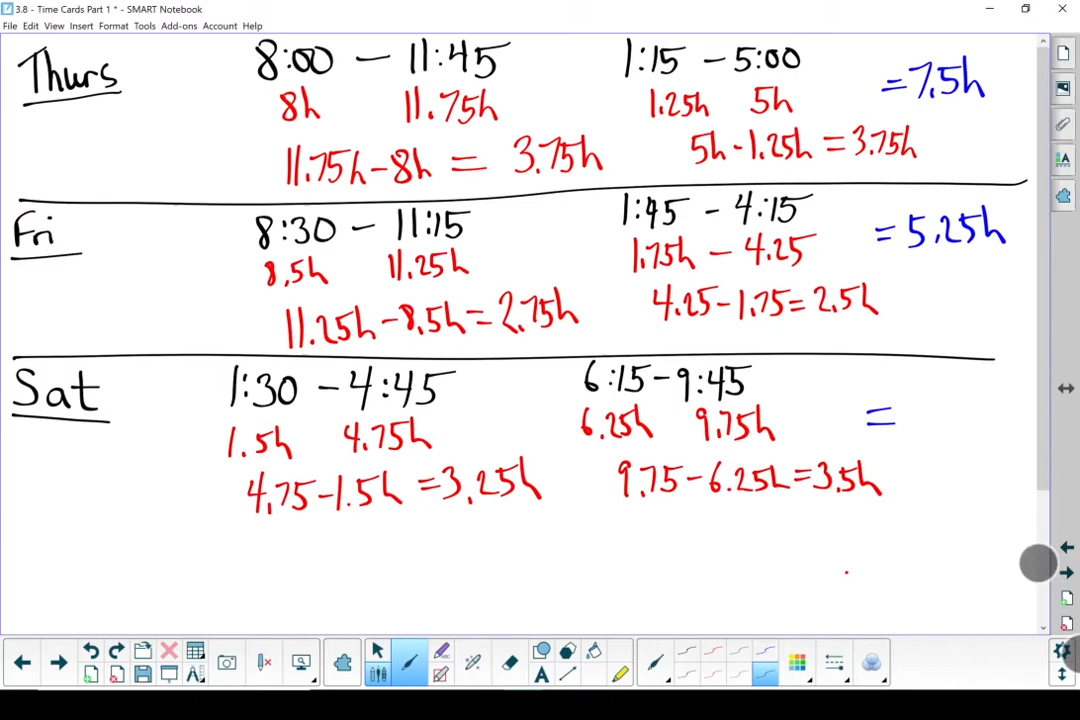 3.8 - Time Cards Part 1 * - SMART Notebook
File Edit View Insert Format Tools Add-ons Account Help
Thurs 8:00 - 11:45 1:15 - 5:00 = 7.5h
8h 11.75h 1.25h 5h
11.75h - 8h = 3.75h 5h - 1.25h = 3.75h
Fri 8:30 - 11:15 1:45 - 4:15 = 5.25h
8.5h 11.25h 1.75h - 4.25
11.25h - 8.5h = 2.75h 4.25 - 1.75 = 2.5h
Sat 1:30 - 4:45 6:15 - 9:45 =
1.5h 4.75h 6.25h 9.75h
4.75 - 1.5h = 3.25h 9.75 - 6.25h = 3.5h